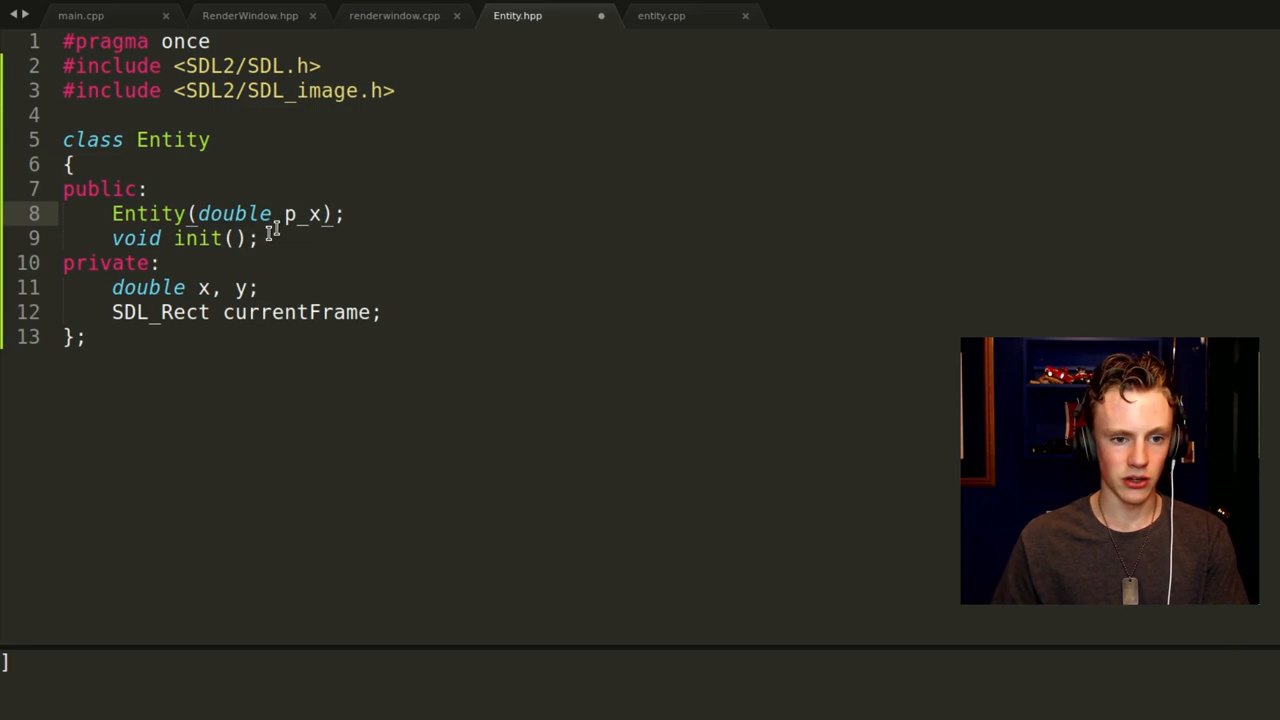 main.cpp RenderWindow.hpp renderwindow.cpp Entity.hpp entity.cpp
1 #pragma once
2 #include <SDL2/SDL.h>
3 #include <SDL2/SDL_image.h>
4
5 class Entity
6 {
7 public:
8 Entity(double p_x);
9 void init();
10 private:
11 double x, y;
12 SDL_Rect currentFrame;
13 };
]